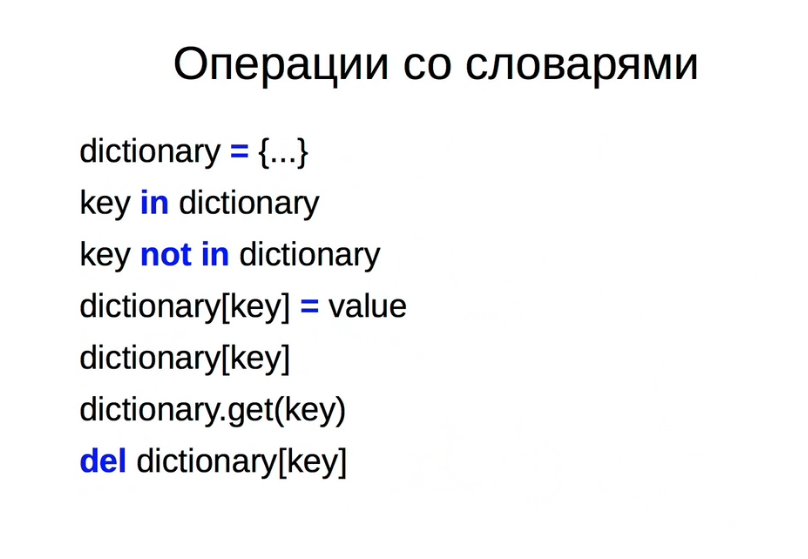 Операции со словарями
dictionary = {...}
key in dictionary
key not in dictionary
dictionary[key] = value
dictionary[key]
dictionary.get(key)
del dictionary[key]